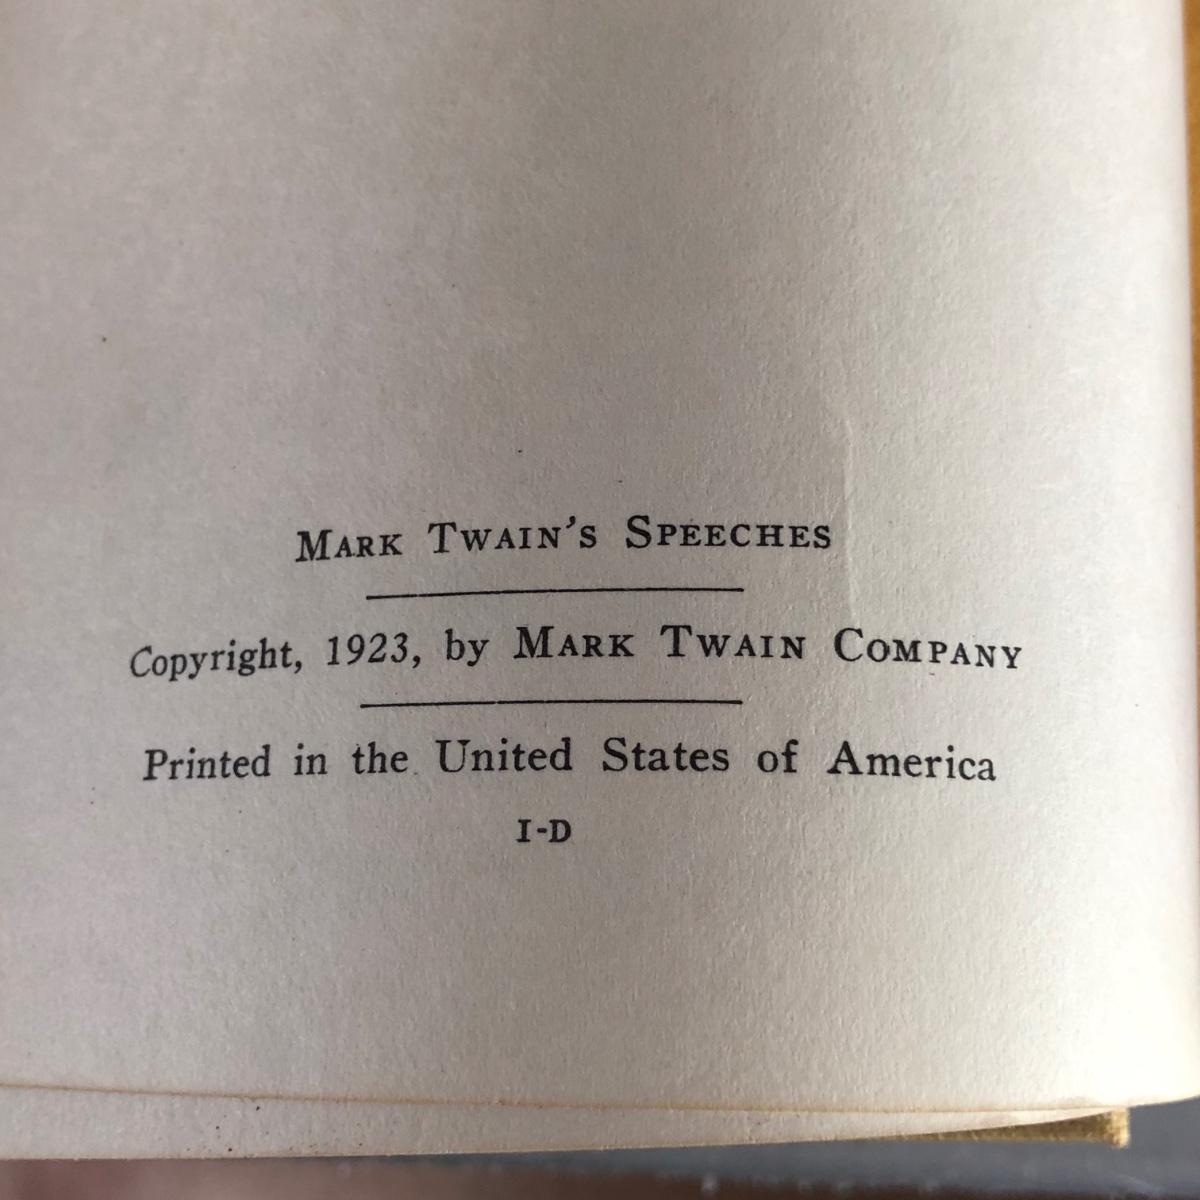 MARK TWAIN'S SPEECHES
Copyright, 1923, by MARK TWAIN COMPANY
Printed in the United States of America
I-D